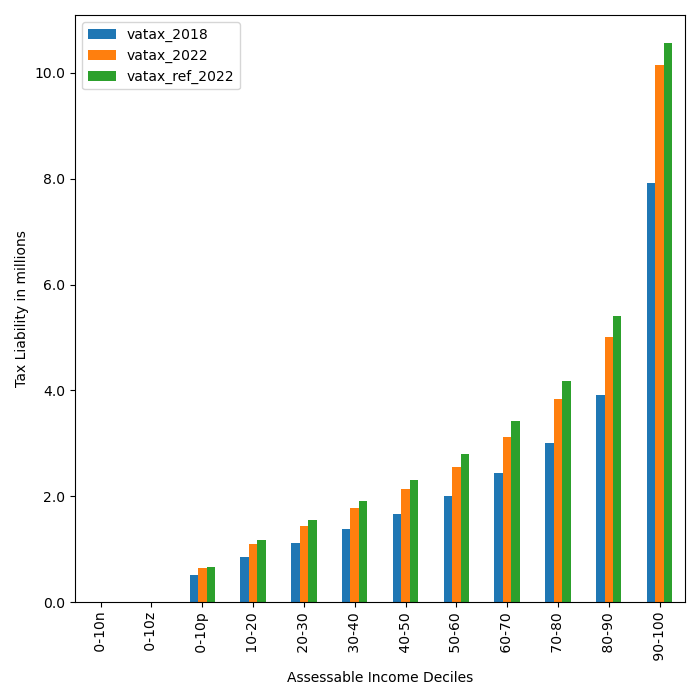 vatax_2018
vatax_2022
vatax_ref_2022
10.0
8.0
6.0
4.0
2.0
0.0
Tax Liability in millions
0-10n
0-10z
0-10p
10-20
20-30
30-40
40-50
50-60
60-70
70-80
80-90
90-100
Assessable Income Deciles